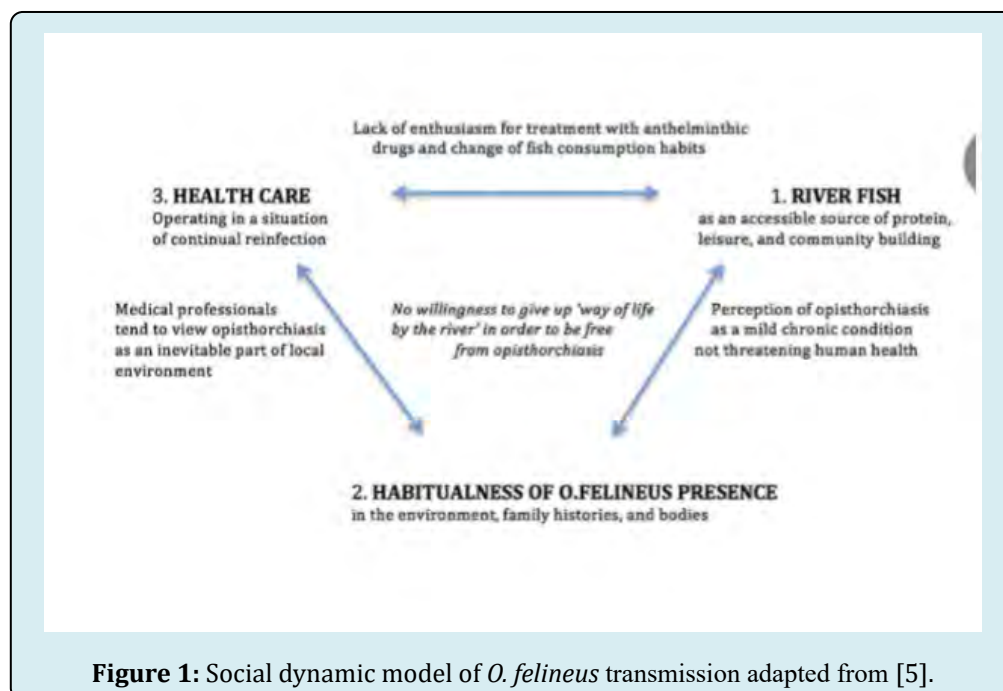 Lack of enthusiasm for treatment with anthelminthic
drugs and change of fish consumption habits
3. HEALTH CARE
Operating in a situation
of continual reinfection
1. RIVER FISH
as an accessible source of protein,
leisure, and community building
Medical professionals
tend to view opisthorchiasis
as an inevitable part of local
environment
No willingness to give up 'way of life
by the river' in order to be free
from opisthorchiasis
Perception of opisthorchiasis
as a mild chronic condition
not threatening human health
2. HABITUALNESS OF O.FELINEUS PRESENCE
in the environment, family histories, and bodies
Figure 1: Social dynamic model of O. felineus transmission adapted from [5].